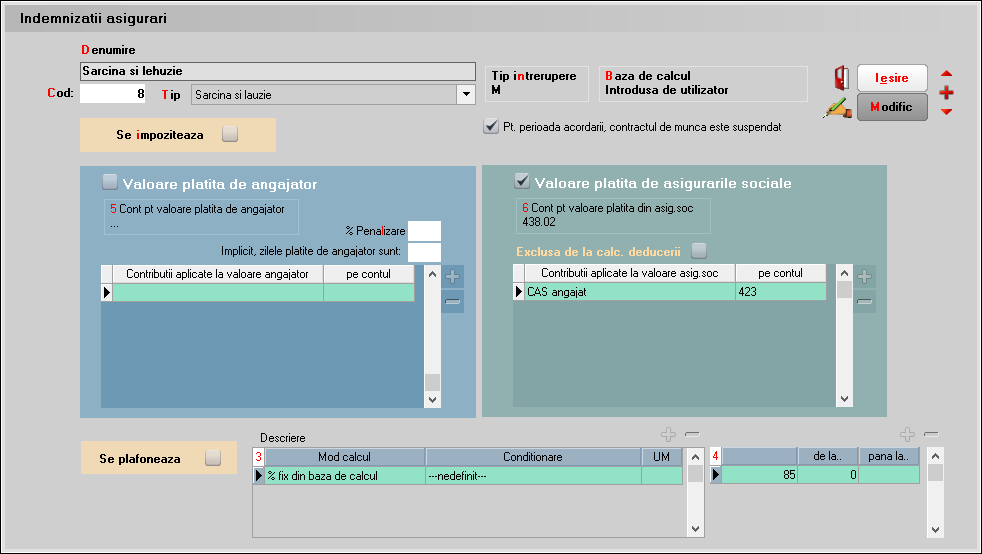 Indemnizatii asigurari
Denumire
Sarcina si lehuzie
Cod: 8 Tip Sarcina si lauzie
Tip intrerupere
M
Baza de calcul
Introdusa de utilizator
Iesire
Modific
Se impoziteaza
Pt. perioada acordarii, contractul de munca este suspendat
Valoare platita de angajator
5 Cont pt valoare platita de angajator
...
% Penalizare
Implicit, zilele platite de angajator sunt:
Contributii aplicate la valoare angajator pe contul
Valoare platita de asigurarile sociale
6 Cont pt valoare platita din asig.soc
438.02
Exclusa de la calc. deducerii
Contributii aplicate la valoare asig.soc pe contul
CAS angajat 423
Se plafoneaza
Descriere
3 Mod calcul Conditionare UM
% fix din baza de calcul ---nedefinit---
4 de la.. pana la..
85 0